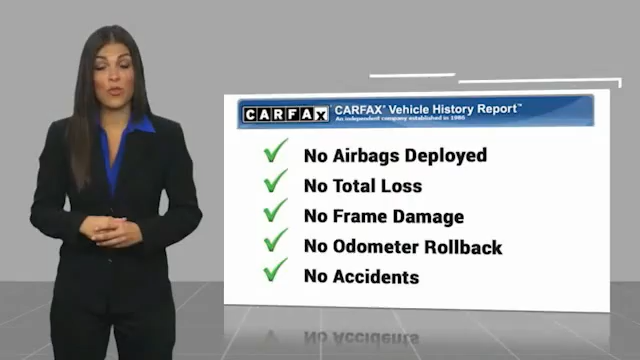 CARFAX CARFAX® Vehicle History Report™
An independent company established in 1986
No Airbags Deployed
No Total Loss
No Frame Damage
No Odometer Rollback
No Accidents